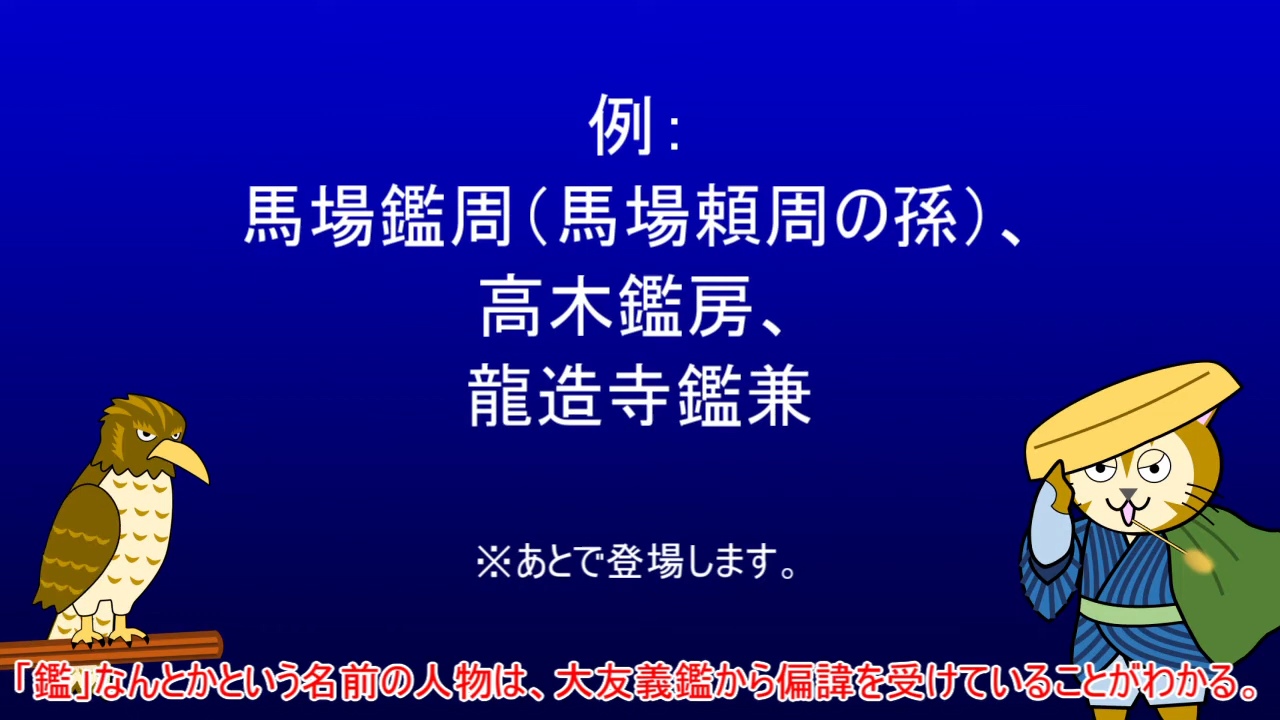 例：
馬場鑑周（馬場頼周の孫）、
高木鑑房、
龍造寺鑑兼
※あとで登場します。
「鑑」なんとかという名前の人物は、大友義鑑から偏諱を受けていることがわかる。